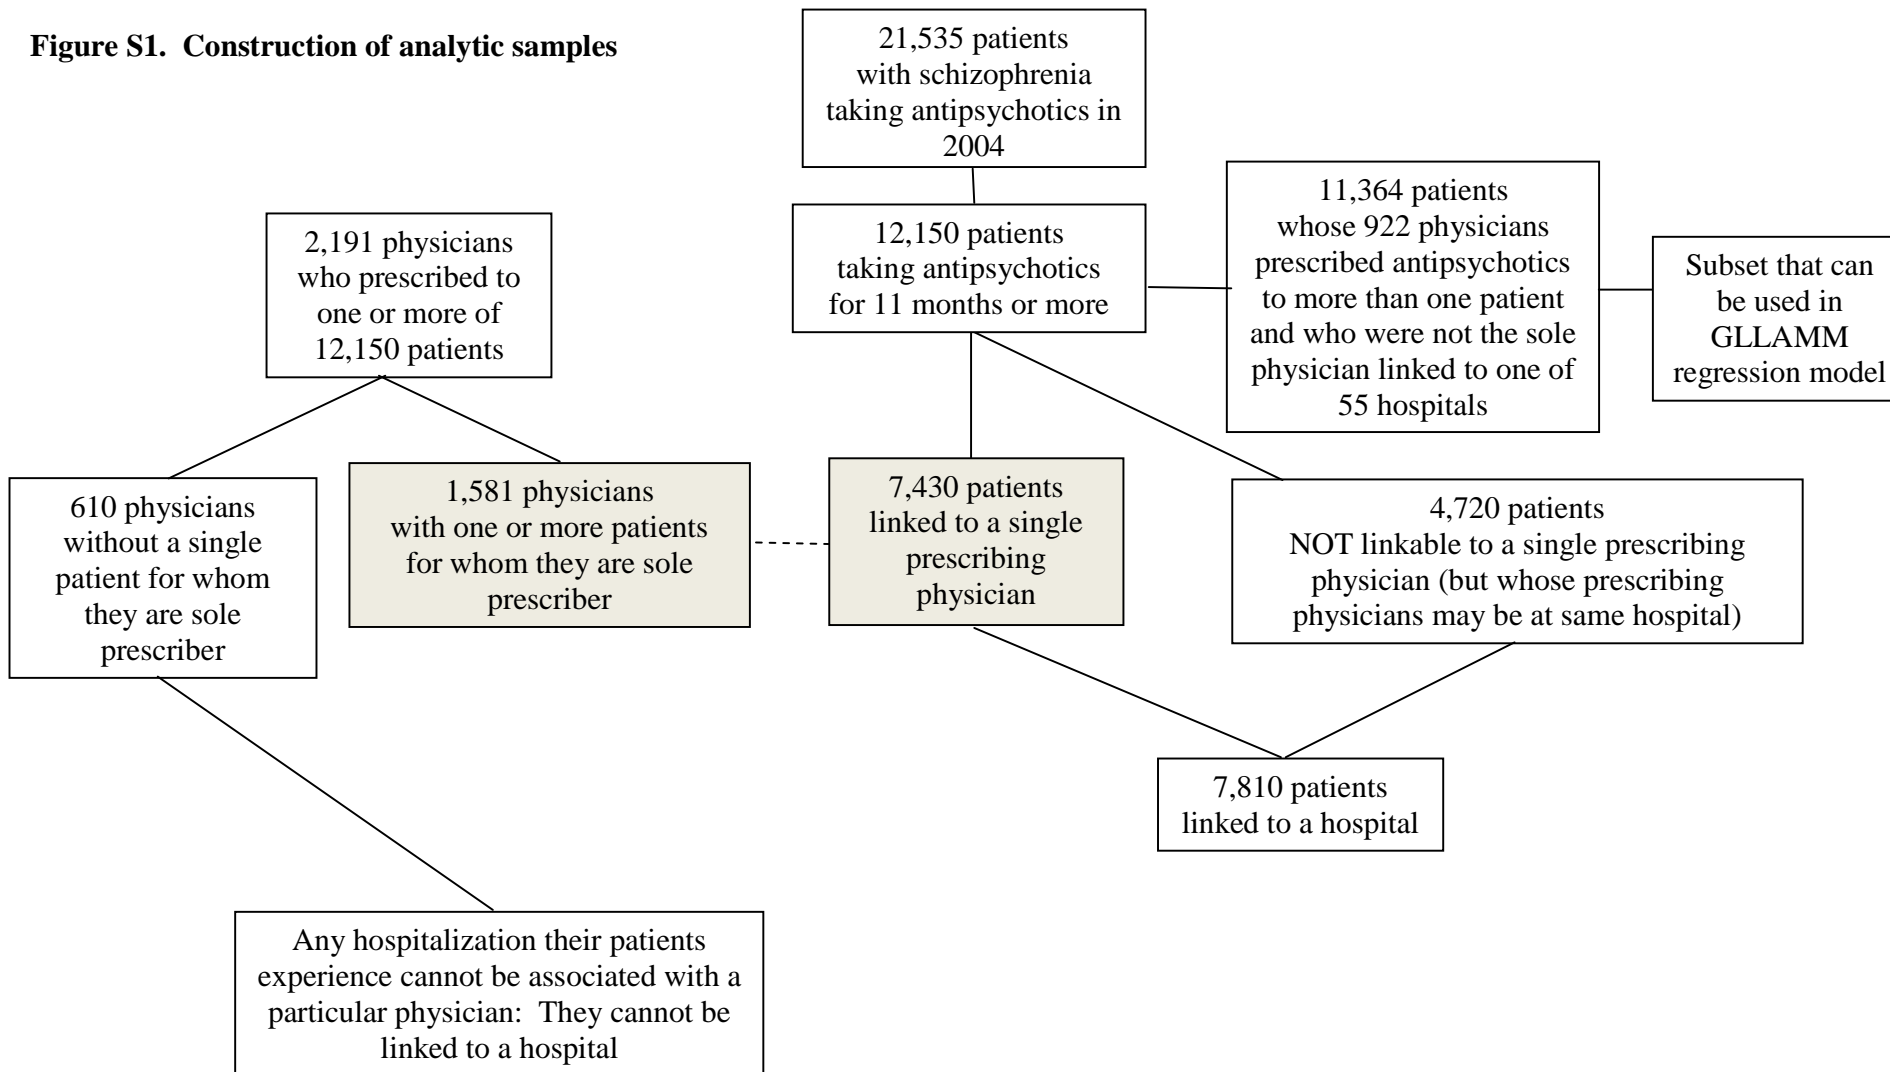 Figure S1. Construction of analytic samples
21,535 patients
with schizophrenia
taking antipsychotics in
2004
2,191 physicians
who prescribed to
one or more of
12,150 patients
12,150 patients
taking antipsychotics
for 11 months or more
11,364 patients
whose 922 physicians
prescribed antipsychotics
to more than one patient
and who were not the sole
physician linked to one of
55 hospitals
Subset that can
be used in
GLLAMM
regression model
610 physicians
without a single
patient for whom
they are sole
prescriber
1,581 physicians
with one or more patients
for whom they are sole
prescriber
7,430 patients
linked to a single
prescribing
physician
4,720 patients
NOT linkable to a single prescribing
physician (but whose prescribing
physicians may be at same hospital)
7,810 patients
linked to a hospital
Any hospitalization their patients
experience cannot be associated with a
particular physician: They cannot be
linked to a hospital